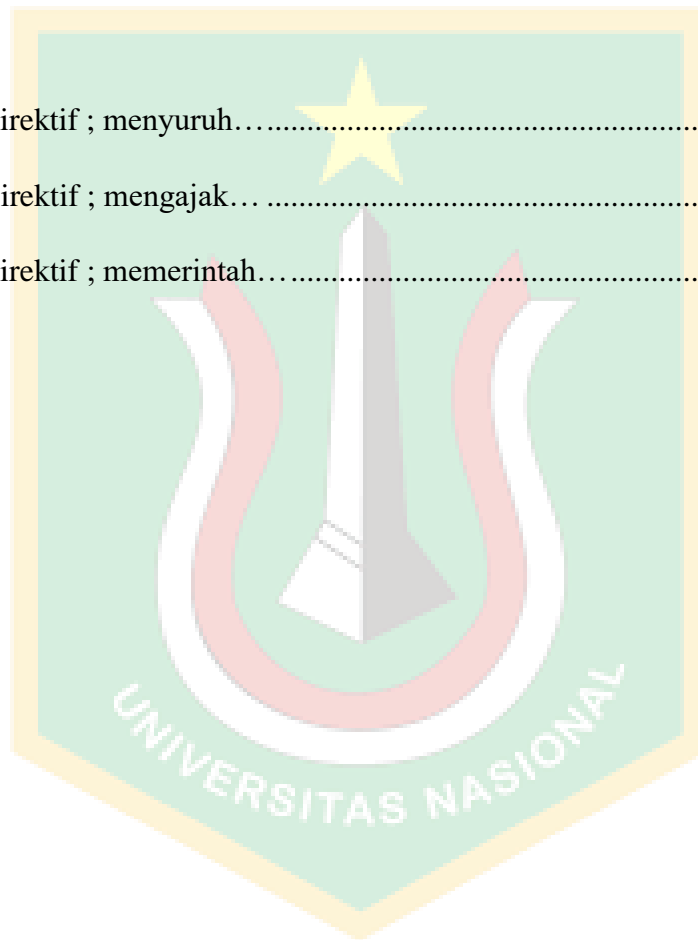 irektif ; menyuruh…......................................................
irektif ; mengajak… ......................................................
irektif ; memerintah…...................................................
UNIVERSITAS NASIONAL